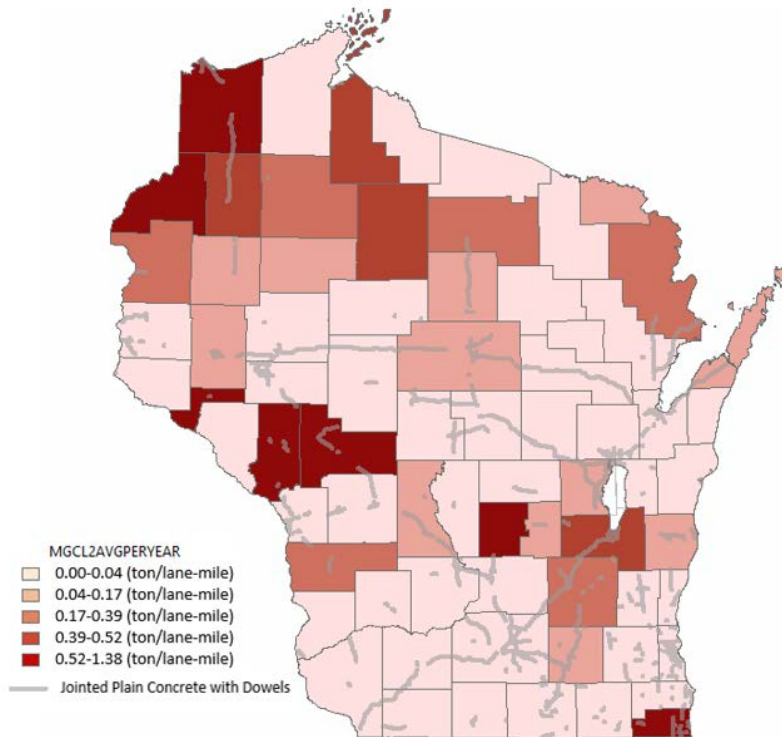 MGCL2AVGPERYEAR
0.00-0.04 (ton/lane-mile)
0.04-0.17 (ton/lane-mile)
0.17-0.39 (ton/lane-mile)
0.39-0.52 (ton/lane-mile)
0.52-1.38 (ton/lane-mile)
Jointed Plain Concrete with Dowels